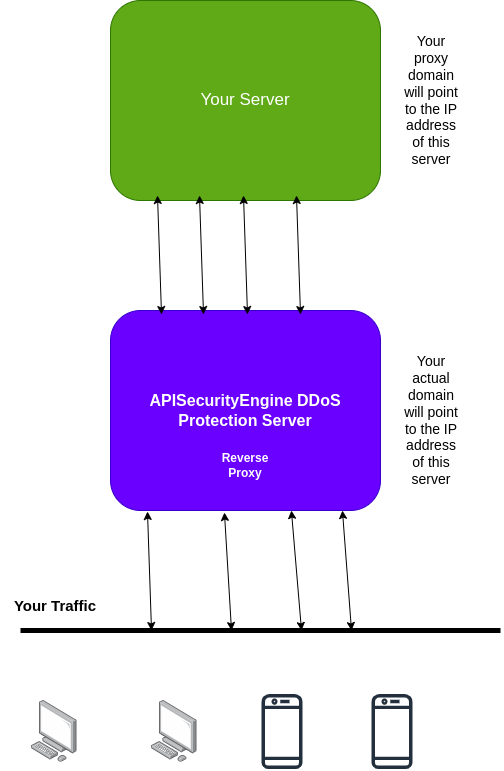 Your Server
Your
proxy
domain
will point
to the IP
address
of this
server
APISecurityEngine DDoS
Protection Server
Reverse
Proxy
Your
actual
domain
will point
to the IP
address
of this
server
Your Traffic